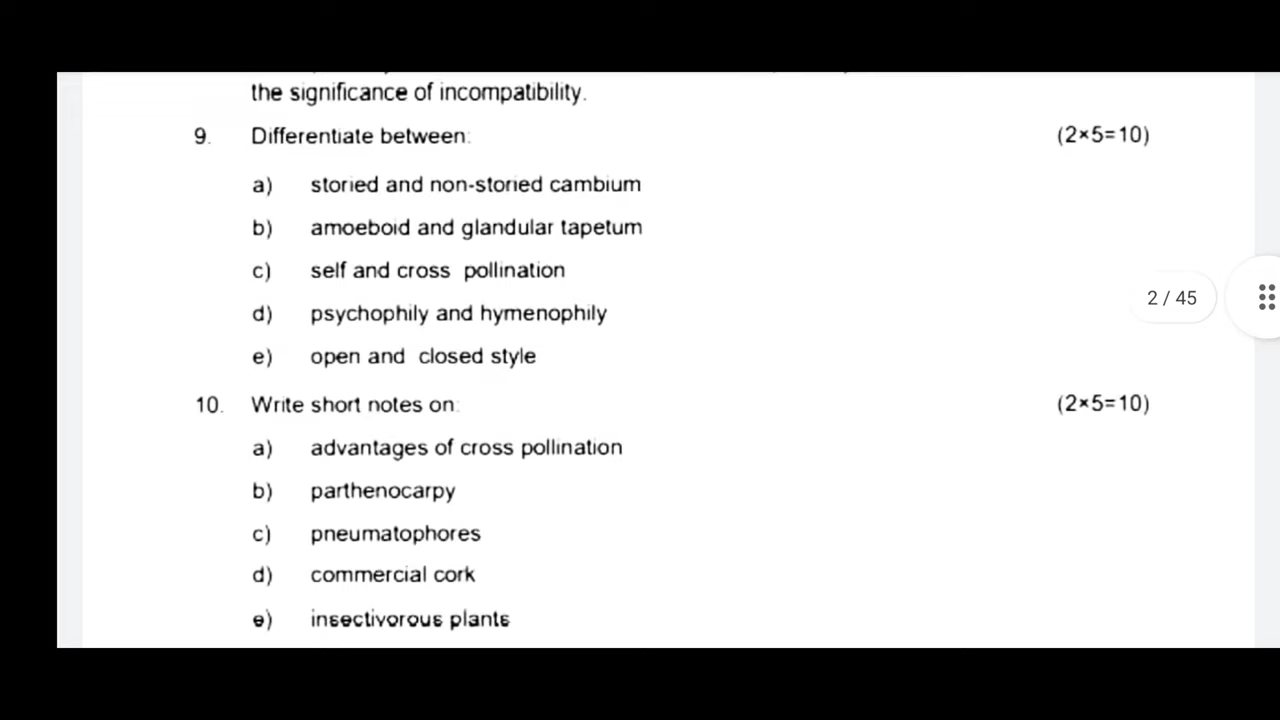 the significance of incompatibility.
9. Differentiate between: (2×5=10)
a) storied and non-storied cambium
b) amoeboid and glandular tapetum
c) self and cross pollination
d) psychophily and hymenophily
e) open and closed style
2 / 45
10. Write short notes on: (2×5=10)
a) advantages of cross pollination
b) parthenocarpy
c) pneumatophores
d) commercial cork
e) insectivorous plants